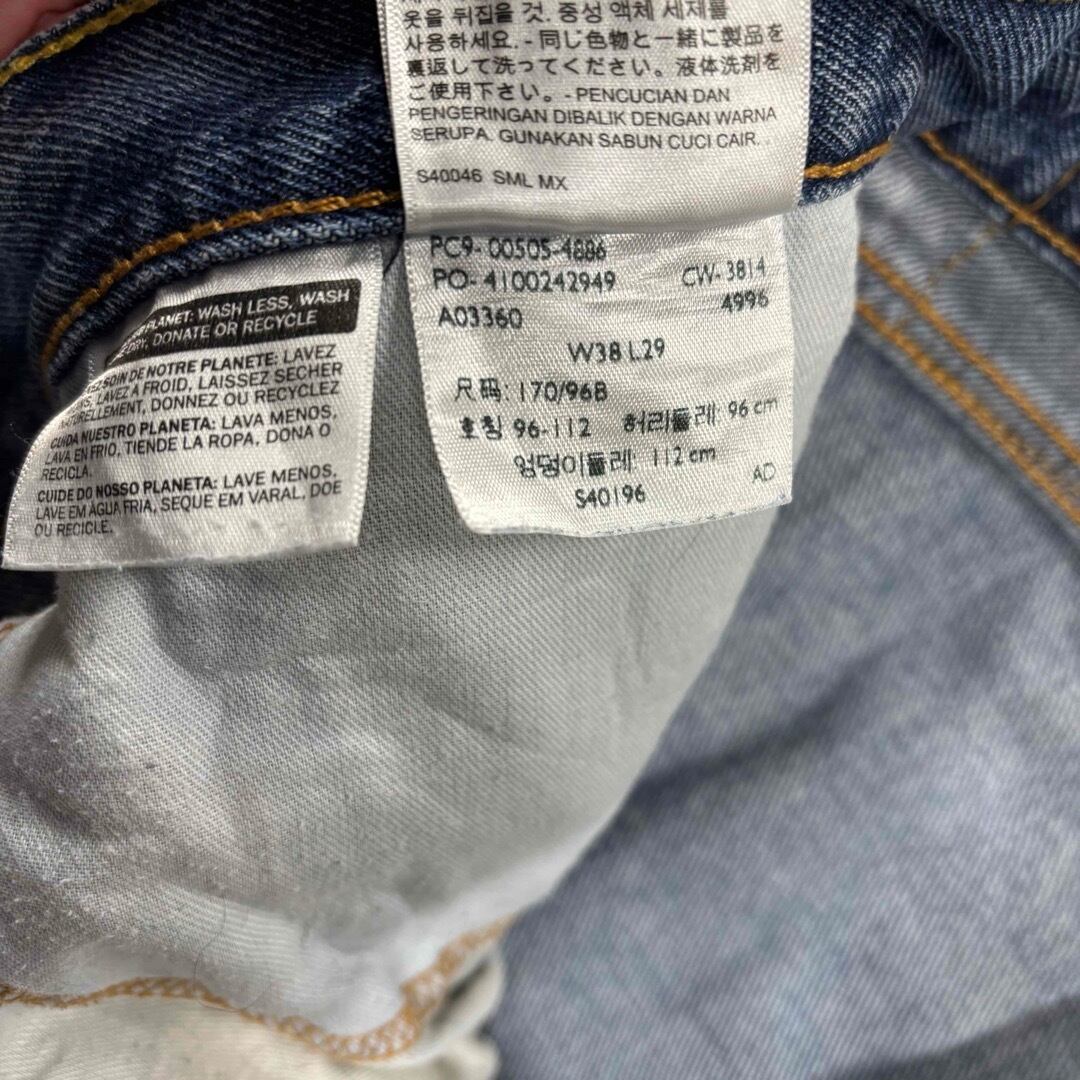 옷을 뒤집을 것. 중성 액체 세제를
사용하세요. - 同じ色物と一緒に製品を
裏返して洗ってください。液体洗剤を
ご使用下さい。- PENCUCIAN DAN
PENGERINGAN DIBALIK DENGAN WARNA
SERUPA. GUNAKAN SABUN CUCI CAIR.
S40046 SML MX
PC9- 00505-4886
PO- 4100242949 CW- 3814
4996
A03360
W38 L29
尺码: 170/96B
호칭 96-112 허리둘레: 96 cm
엉덩이둘레: 112 cm
S40196 AD
PLANET: WASH LESS, WASH
DRY, DONATE OR RECYCLE
SOIN DE NOTRE PLANETE: LAVEZ
LAVEZ A FROID, LAISSEZ SECHER
NATURELLEMENT, DONNEZ OU RECYCLEZ
CUIDA NUESTRO PLANETA: LAVA MENOS,
LAVA EN FRIO, TIENDE LA ROPA, DONA O
RECICLA.
CUIDE DO NOSSO PLANETA: LAVE MENOS,
LAVE EM ÁGUA FRIA, SEQUE EM VARAL, DOE
OU RECICLE.